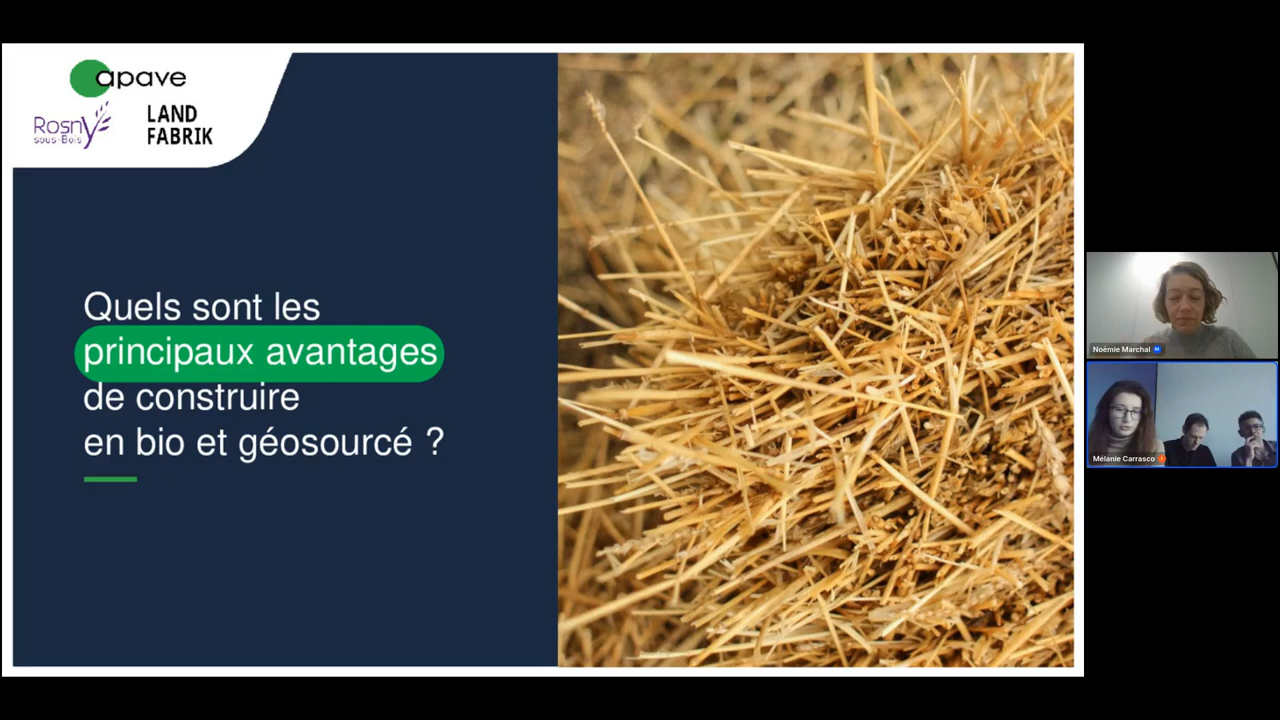 apave
Rosny
sous-Bois
LAND
FABRIK
Quels sont les
principaux avantages
de construire
en bio et géosourcé ?
Noémie Marchal M
Mélanie Carrasco